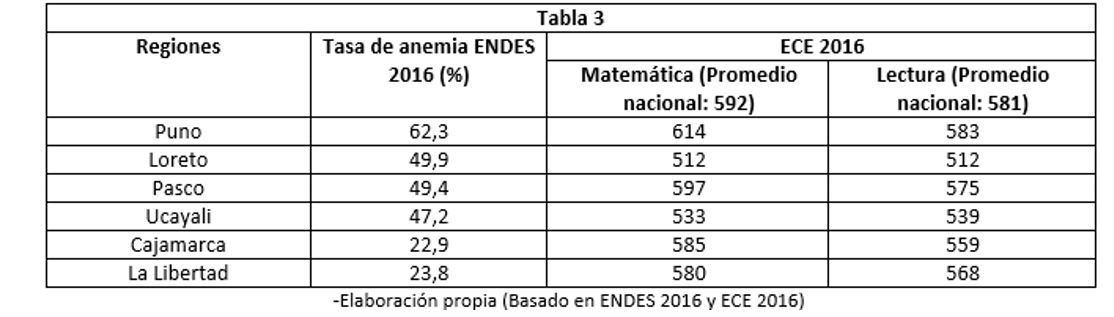 Tabla 3
Regiones Tasa de anemia ENDES 2016 (%) ECE 2016
Matemática (Promedio nacional: 592) Lectura (Promedio nacional: 581)
Puno 62,3 614 583
Loreto 49,9 512 512
Pasco 49,4 597 575
Ucayali 47,2 533 539
Cajamarca 22,9 585 559
La Libertad 23,8 580 568
-Elaboración propia (Basado en ENDES 2016 y ECE 2016)